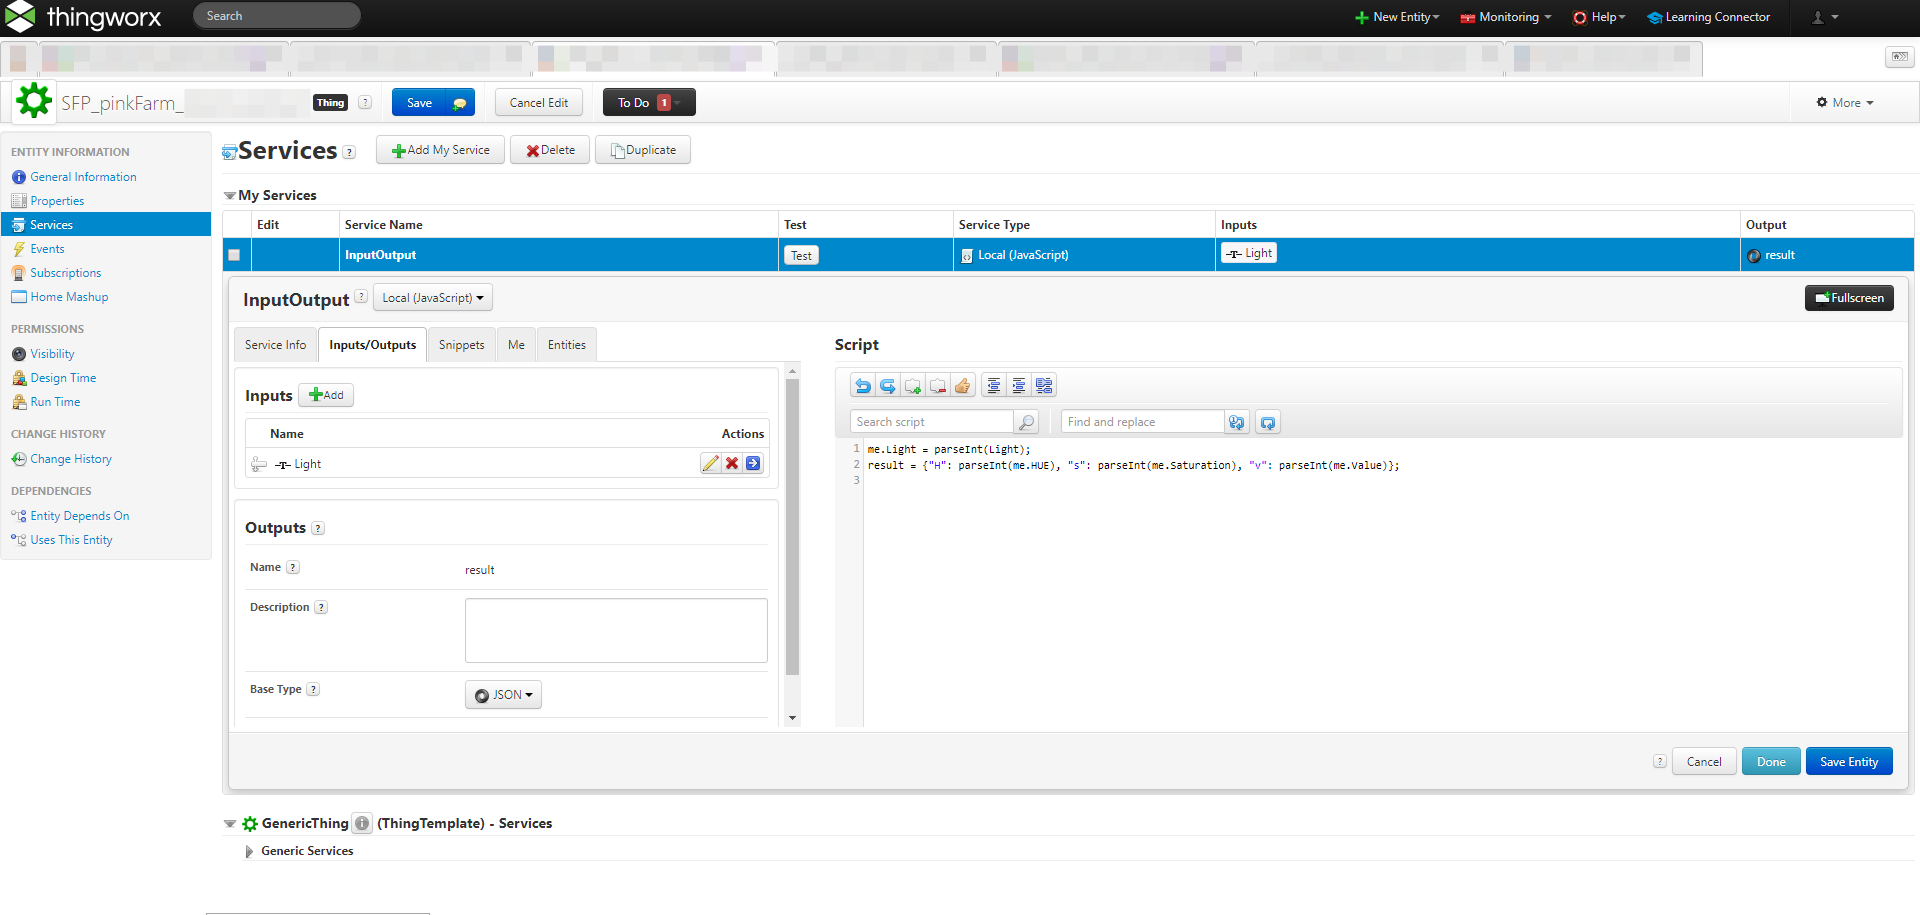 thingworx Search New Entity Monitoring Help Learning Connector
SFP_pinkFarm_ Thing ? Save Cancel Edit To Do 1 More
ENTITY INFORMATION
General Information
Properties
Services
Events
Subscriptions
Home Mashup
PERMISSIONS
Visibility
Design Time
Run Time
CHANGE HISTORY
Change History
DEPENDENCIES
Entity Depends On
Uses This Entity
Services ? Add My Service Delete Duplicate
My Services
Edit Service Name Test Service Type Inputs Output
InputOutput Test Local (JavaScript) Light result
InputOutput ? Local (JavaScript) Fullscreen
Service Info Inputs/Outputs Snippets Me Entities
Inputs Add
Name Actions
Light
Outputs ?
Name ? result
Description ?
Base Type ? JSON
Script
Search script Find and replace
1 me.Light = parseInt(Light);
2 result = {"H": parseInt(me.HUE), "s": parseInt(me.Saturation), "v": parseInt(me.Value)};
3
? Cancel Done Save Entity
GenericThing (ThingTemplate) - Services
Generic Services